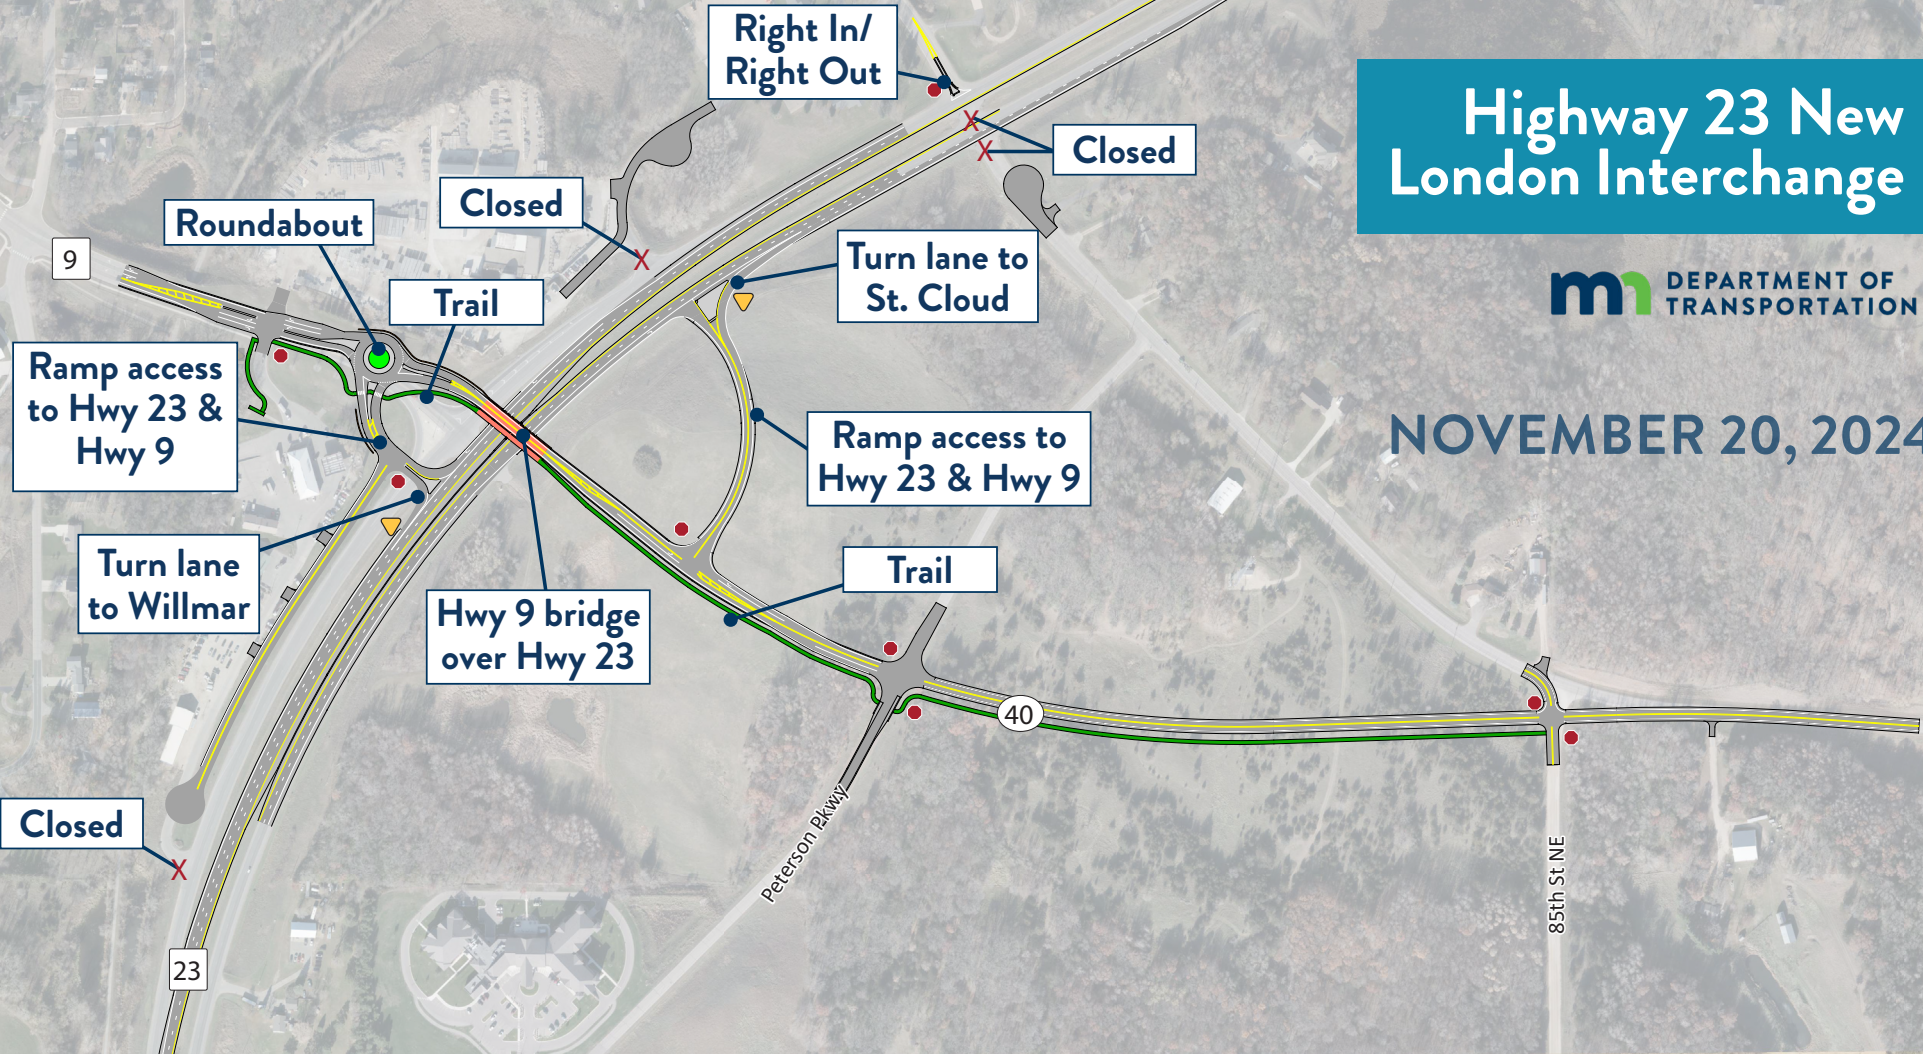 Right In/
Right Out
Highway 23 New
London Interchange
Closed
Closed
Roundabout
9
Turn lane to
St. Cloud
DEPARTMENT OF
TRANSPORTATION
Trail
Ramp access
to Hwy 23 &
Hwy 9
NOVEMBER 20, 2024
Ramp access to
Hwy 23 & Hwy 9
Turn lane
to Willmar
Trail
Hwy 9 bridge
over Hwy 23
40
Closed
Peterson Pkwy
85th St NE
23